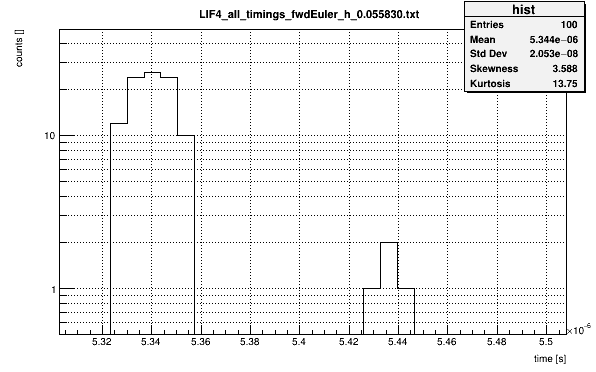 LIF4_all_timings_fwdEuler_h_0.055830.txt
hist
Entries 100
Mean 5.344e−06
Std Dev 2.053e−08
Skewness 3.588
Kurtosis 13.75
counts []
10
1
5.32 5.34 5.36 5.38 5.4 5.42 5.44 5.46 5.48 5.5
×10−6
time [s]